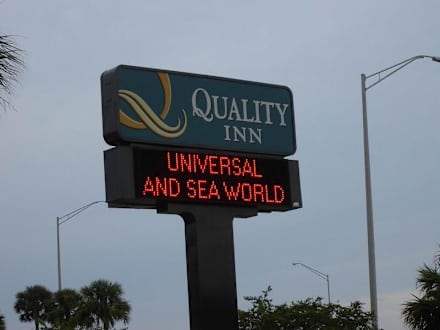 QUALITY
INN
UNIVERSAL
AND SEA WORLD